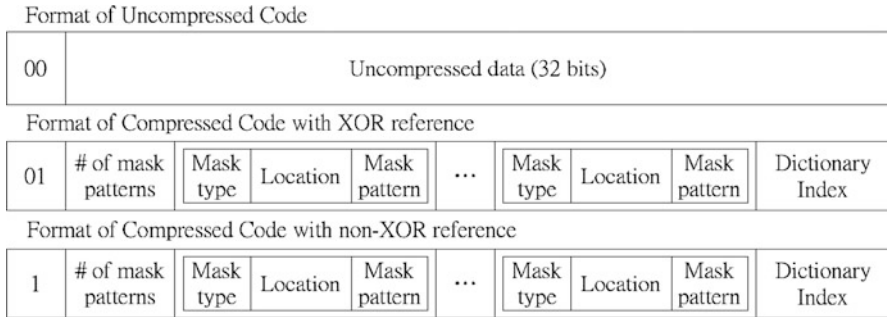 Format of Uncompressed Code
00 Uncompressed data (32 bits)
Format of Compressed Code with XOR reference
01 # of mask patterns Mask type Location Mask pattern ... Mask type Location Mask pattern Dictionary Index
Format of Compressed Code with non-XOR reference
1 # of mask patterns Mask type Location Mask pattern ... Mask type Location Mask pattern Dictionary Index